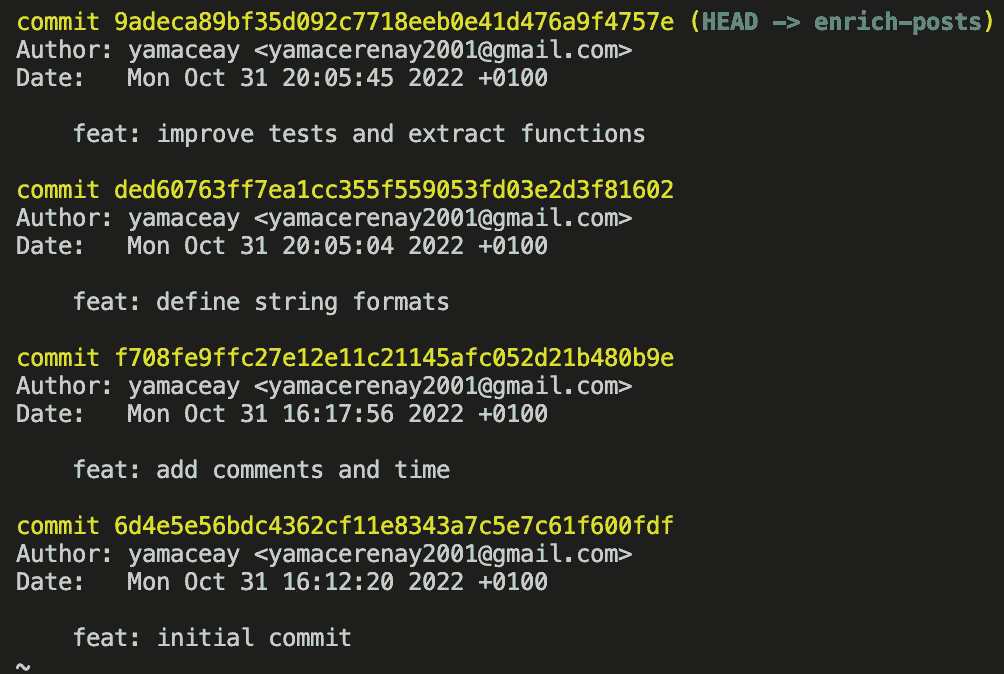 commit 9adeca89bf35d092c7718eeb0e41d476a9f4757e (HEAD -> enrich-posts)
Author: yamaceay <yamacerenay2001@gmail.com>
Date:   Mon Oct 31 20:05:45 2022 +0100
feat: improve tests and extract functions
commit ded60763ff7ea1cc355f559053fd03e2d3f81602
Author: yamaceay <yamacerenay2001@gmail.com>
Date:   Mon Oct 31 20:05:04 2022 +0100
feat: define string formats
commit f708fe9ffc27e12e11c21145afc052d21b480b9e
Author: yamaceay <yamacerenay2001@gmail.com>
Date:   Mon Oct 31 16:17:56 2022 +0100
feat: add comments and time
commit 6d4e5e56bdc4362cf11e8343a7c5e7c61f600fdf
Author: yamaceay <yamacerenay2001@gmail.com>
Date:   Mon Oct 31 16:12:20 2022 +0100
feat: initial commit
~